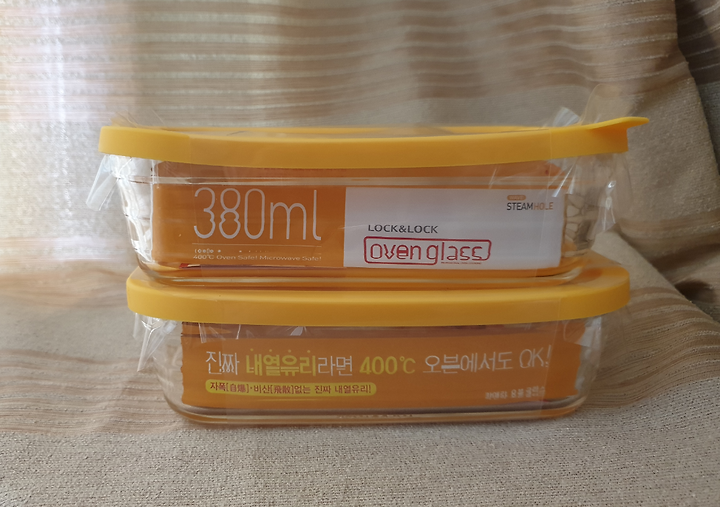 380ml
400℃ Oven Safe! Microwave Safe!
STEAMHOLE
LOCK&LOCK
Oven glass
진짜 내열유리라면 400℃ 오븐에서도 OK!
자폭[自爆]·비산[飛散]없는 진짜 내열유리!